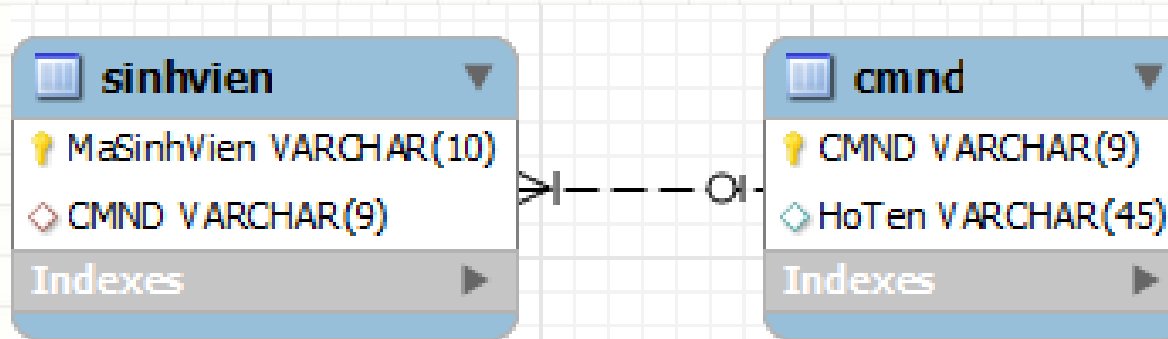 sinhvien
MaSinhVien VARCHAR(10)
CMND VARCHAR(9)
Indexes
cmnd
CMND VARCHAR(9)
HoTen VARCHAR(45)
Indexes